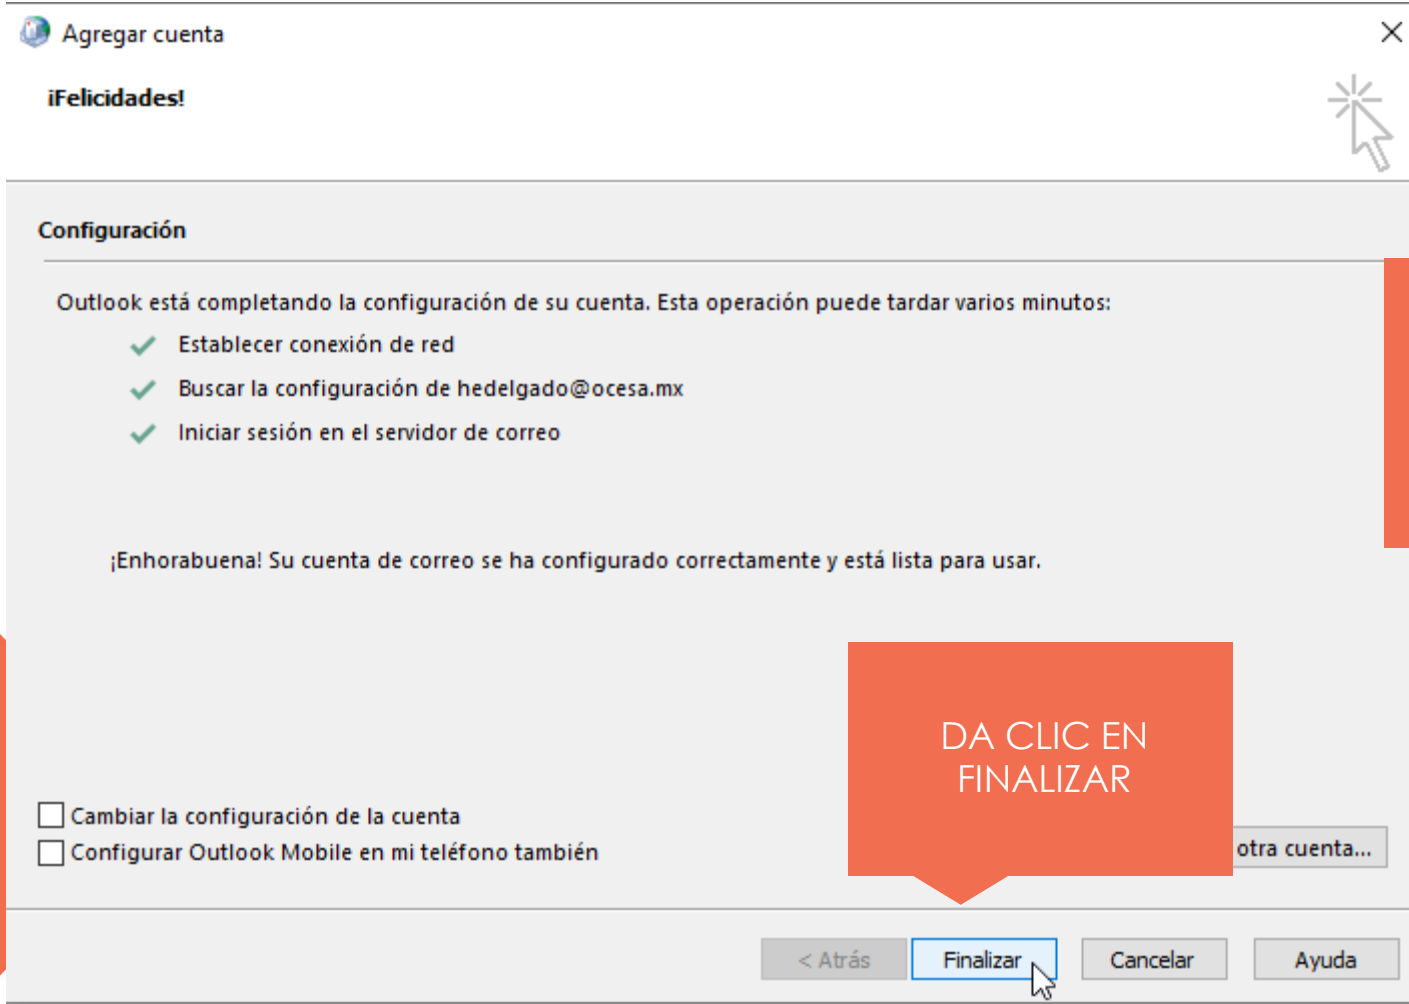 Agregar cuenta
¡Felicidades!
Configuración
Outlook está completando la configuración de su cuenta. Esta operación puede tardar varios minutos:
Establecer conexión de red
Buscar la configuración de hedelgado@ocesa.mx
Iniciar sesión en el servidor de correo
¡Enhorabuena! Su cuenta de correo se ha configurado correctamente y está lista para usar.
DA CLIC EN
FINALIZAR
Cambiar la configuración de la cuenta
Configurar Outlook Mobile en mi teléfono también
otra cuenta...
< Atrás
Finalizar
Cancelar
Ayuda